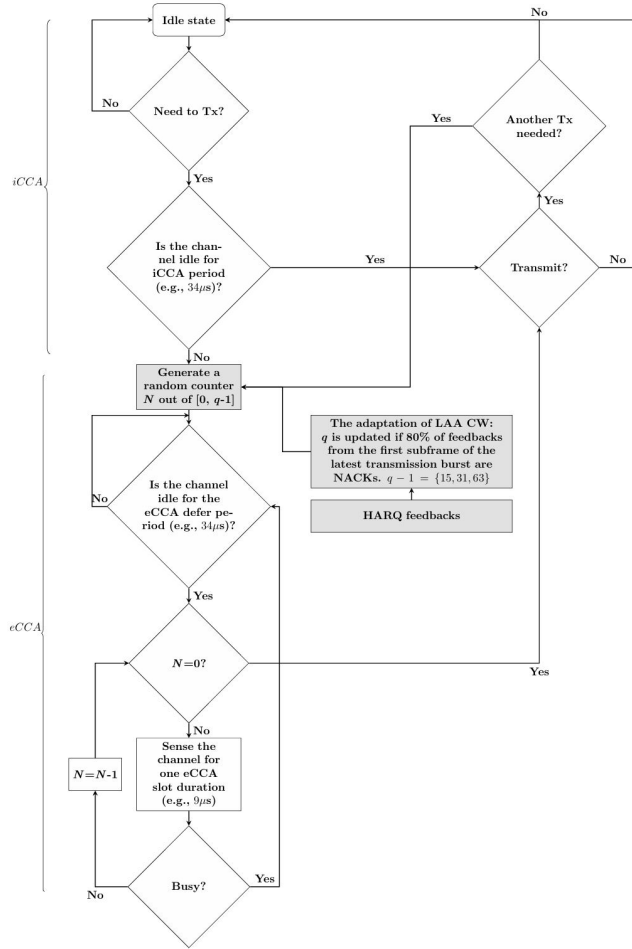 Idle state
No
Need to Tx?
No
Another Tx
needed?
Yes
iCCA
Yes
Yes
Is the chan-
nel idle for
iCCA period
(e.g., 34μs)?
Yes
Transmit?
No
No
Generate a
random counter
N out of [0, q-1]
The adaptation of LAA CW:
q is updated if 80% of feedbacks
from the first subframe of the
latest transmission burst are
NACKs. q − 1 = {15, 31, 63}
HARQ feedbacks
No
Is the channel
idle for the
eCCA defer pe-
riod (e.g., 34μs)?
Yes
eCCA
N=0?
Yes
No
Sense the
channel for
one eCCA
slot duration
(e.g., 9μs)
N=N-1
Busy?
Yes
No